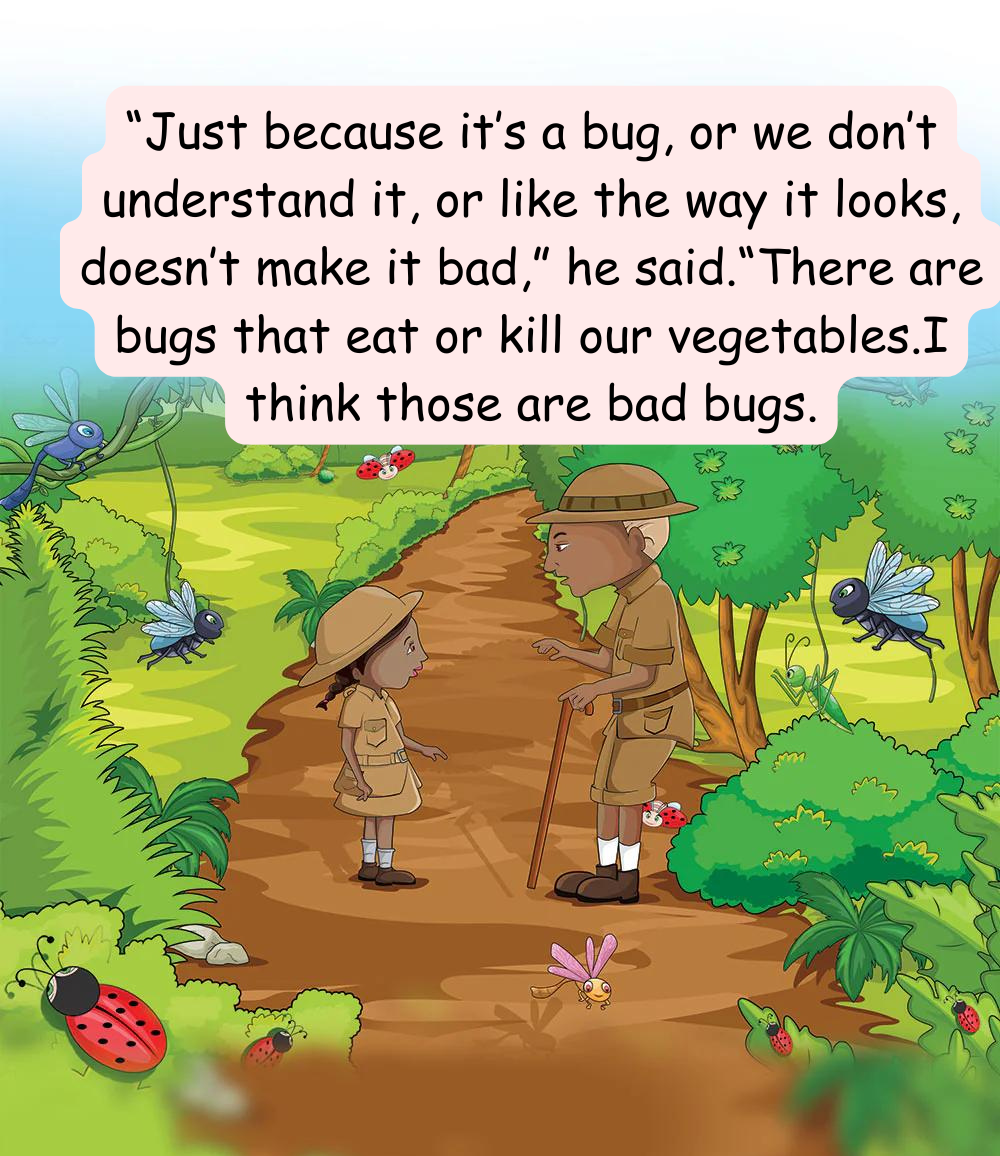 “Just because it’s a bug, or we don’t
understand it, or like the way it looks,
doesn’t make it bad,” he said.“There are
bugs that eat or kill our vegetables.I
think those are bad bugs.